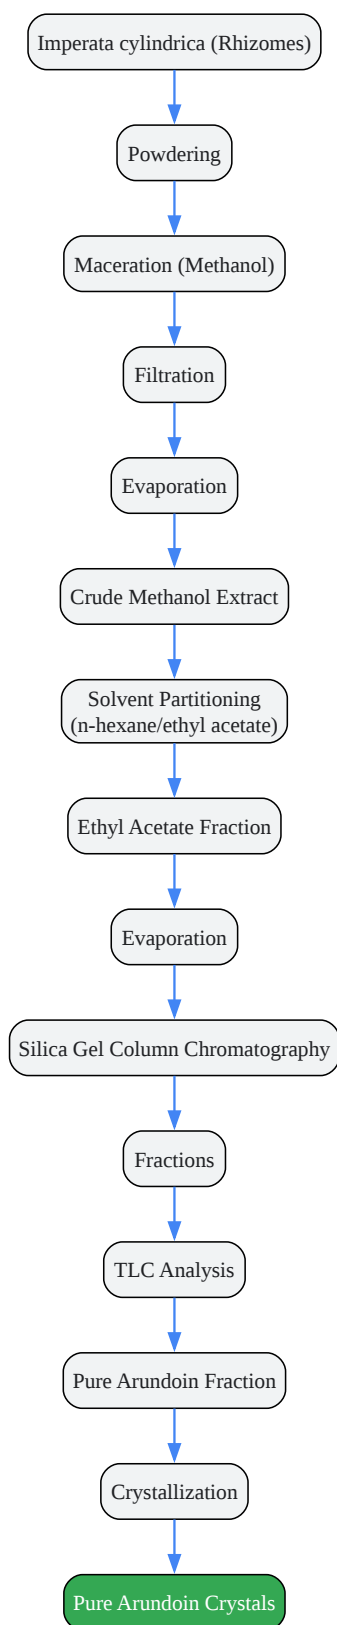 Imperata cylindrica (Rhizomes)
Powdering
Maceration (Methanol)
Filtration
Evaporation
Crude Methanol Extract
Solvent Partitioning
(n-hexane/ethyl acetate)
Ethyl Acetate Fraction
Evaporation
Silica Gel Column Chromatography
Fractions
TLC Analysis
Pure Arundoin Fraction
Crystallization
Pure Arundoin Crystals